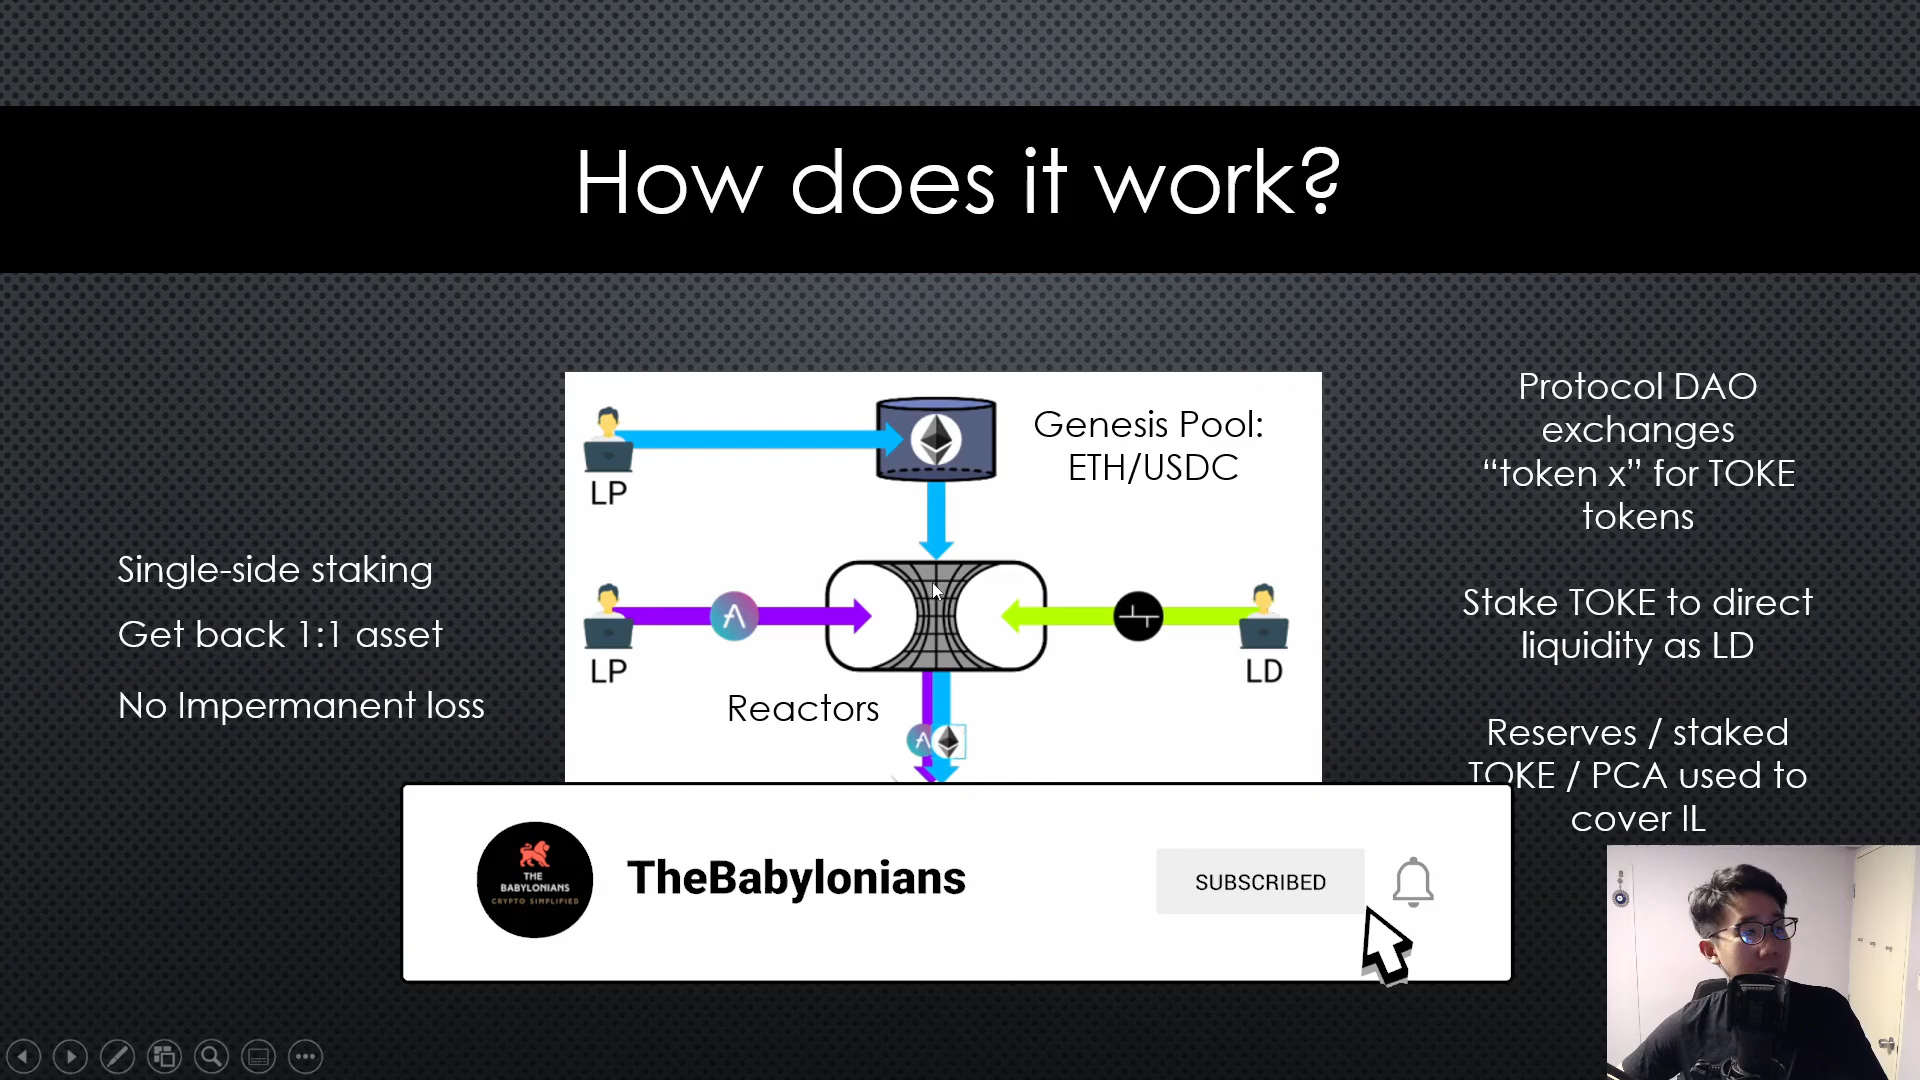 How does it work?
Single-side staking
Get back 1:1 asset
No Impermanent loss
LP
Genesis Pool:
ETH/USDC
LP
LD
Reactors
Protocol DAO
exchanges
“token x” for TOKE
tokens
Stake TOKE to direct
liquidity as LD
Reserves / staked
TOKE / PCA used to
cover IL
THE
BABYLONIANS
CRYPTO SIMPLIFIED
TheBabylonians
SUBSCRIBED